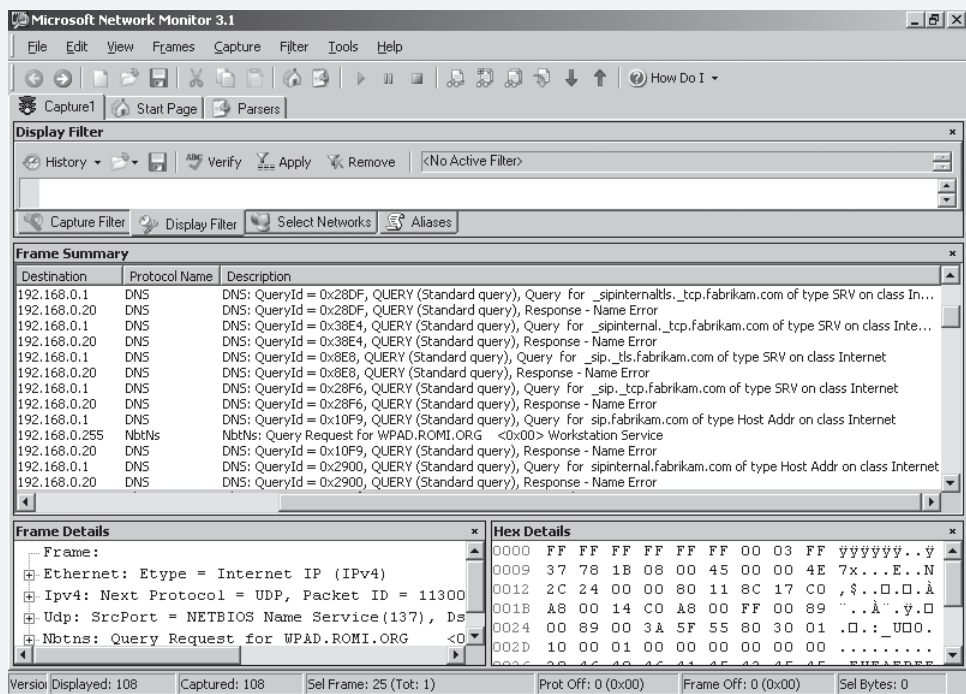 Microsoft Network Monitor 3.1
File Edit View Frames Capture Filter Tools Help
How Do I
Capture1 Start Page Parsers
Display Filter
History Verify Apply Remove <No Active Filter>
Capture Filter Display Filter Select Networks Aliases
Frame Summary
Destination Protocol Name Description
192.168.0.1 DNS DNS: QueryId = 0x28DF, QUERY (Standard query), Query for _sipinternaltls._tcp.fabrikam.com of type SRV on class In...
192.168.0.20 DNS DNS: QueryId = 0x28DF, QUERY (Standard query), Response - Name Error
192.168.0.1 DNS DNS: QueryId = 0x38E4, QUERY (Standard query), Query for _sipinternal._tcp.fabrikam.com of type SRV on class Inte...
192.168.0.20 DNS DNS: QueryId = 0x38E4, QUERY (Standard query), Response - Name Error
192.168.0.1 DNS DNS: QueryId = 0x8E8, QUERY (Standard query), Query for _sip._tls.fabrikam.com of type SRV on class Internet
192.168.0.20 DNS DNS: QueryId = 0x8E8, QUERY (Standard query), Response - Name Error
192.168.0.1 DNS DNS: QueryId = 0x28F6, QUERY (Standard query), Query for _sip._tcp.fabrikam.com of type SRV on class Internet
192.168.0.20 DNS DNS: QueryId = 0x28F6, QUERY (Standard query), Response - Name Error
192.168.0.1 DNS DNS: QueryId = 0x10F9, QUERY (Standard query), Query for sip.fabrikam.com of type Host Addr on class Internet
192.168.0.255 NbtNs NbtNs: Query Request for WPAD.ROMI.ORG <0x00> Workstation Service
192.168.0.20 DNS DNS: QueryId = 0x10F9, QUERY (Standard query), Response - Name Error
192.168.0.1 DNS DNS: QueryId = 0x2900, QUERY (Standard query), Query for sipinternal.fabrikam.com of type Host Addr on class Internet
192.168.0.20 DNS DNS: QueryId = 0x2900, QUERY (Standard query), Response - Name Error
Frame Details
Frame:
Ethernet: Etype = Internet IP (IPv4)
Ipv4: Next Protocol = UDP, Packet ID = 11300
Udp: SrcPort = NETBIOS Name Service(137), Ds
Nbtns: Query Request for WPAD.ROMI.ORG <0
Hex Details
0000 FF FF FF FF FF FF 00 03 FF ÿÿÿÿÿÿ..ÿ
0009 37 78 1B 08 00 45 00 00 4E 7x...E..N
0012 2C 24 00 00 80 11 8C 17 C0 ,$..□.□.À
001B A8 00 14 C0 A8 00 FF 00 89 ¨..À¨.ÿ.□
0024 00 89 00 3A 5F 55 80 30 01 .□.:_U□0.
002D 10 00 01 00 00 00 00 00 00 .........
Versio Displayed: 108 Captured: 108 Sel Frame: 25 (Tot: 1) Prot Off: 0 (0x00) Frame Off: 0 (0x00) Sel Bytes: 0